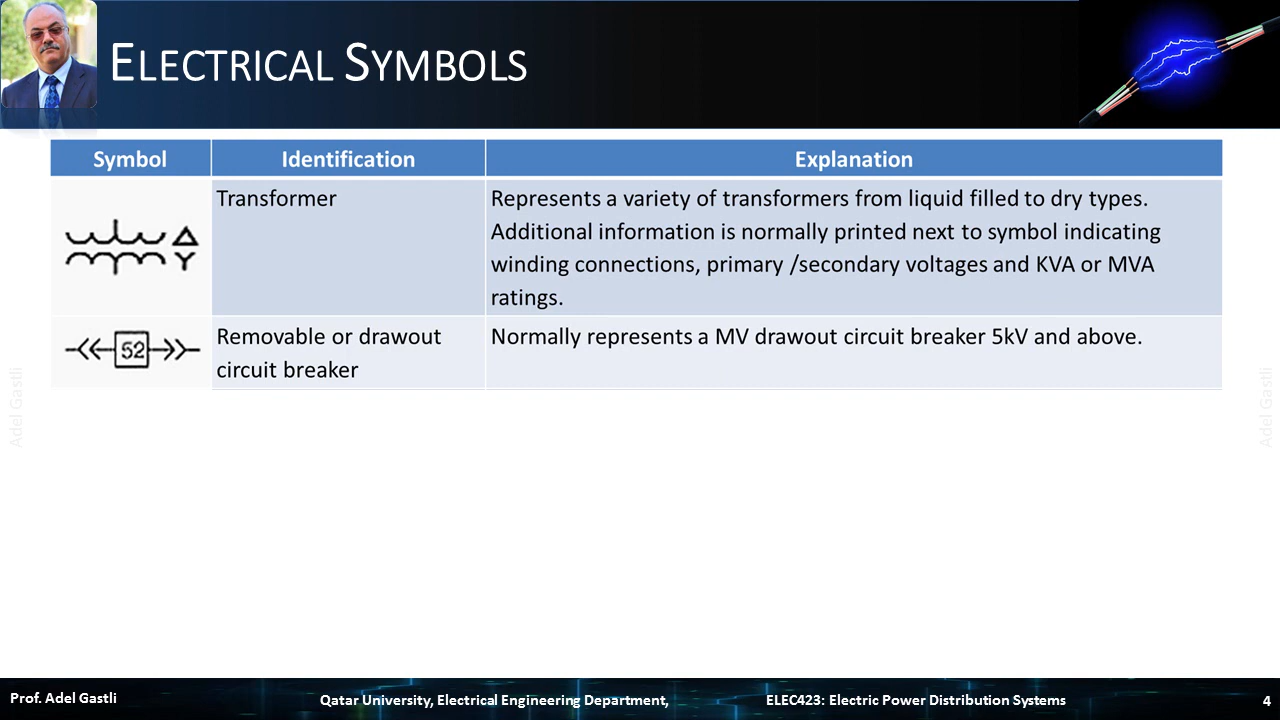 ELECTRICAL SYMBOLS
Symbol Identification Explanation
Transformer
Represents a variety of transformers from liquid filled to dry types.
Additional information is normally printed next to symbol indicating
winding connections, primary /secondary voltages and KVA or MVA
ratings.
52
Removable or drawout
circuit breaker
Normally represents a MV drawout circuit breaker 5kV and above.
Adel Gastli
Adel Gastli
Prof. Adel Gastli
Qatar University, Electrical Engineering Department,
ELEC423: Electric Power Distribution Systems
4